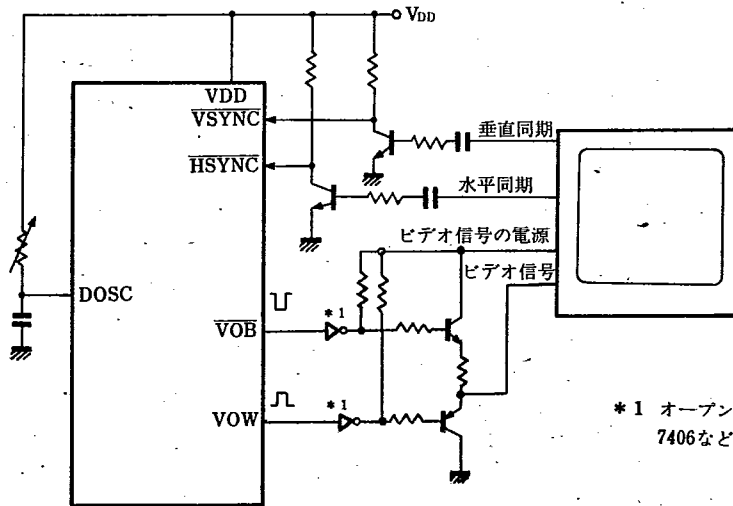 VDD
VDD
VSYNC
HSYNC
垂直同期
水平同期
ビデオ信号の電源
ビデオ信号
DOSC
*1
VOB
*1
VOW
*1 オープン
7406など